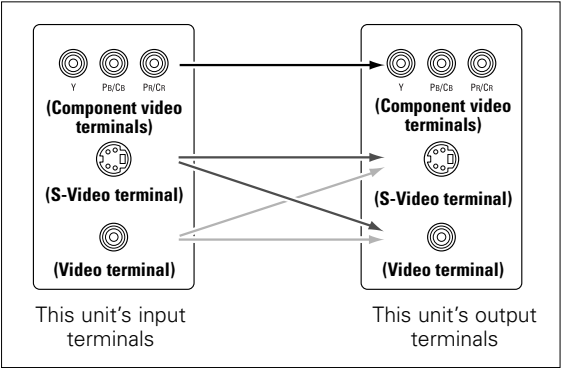 Y PB/CB PR/CR
(Component video
terminals)
(S-Video terminal)
(Video terminal)
This unit's input
terminals
Y PB/CB PR/CR
(Component video
terminals)
(S-Video terminal)
(Video terminal)
This unit's output
terminals